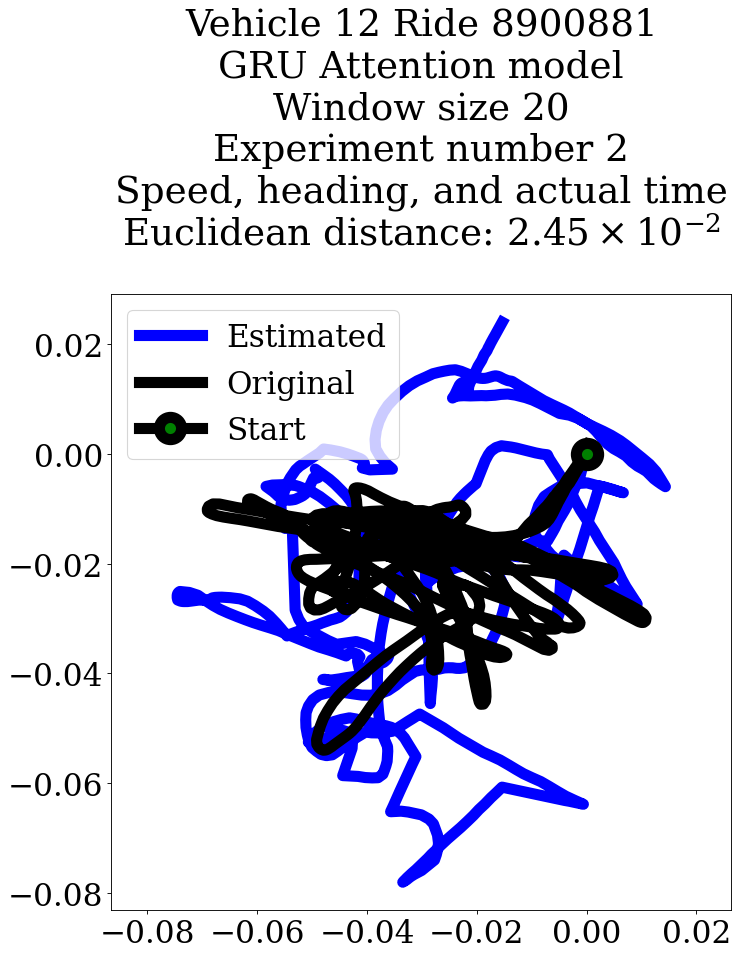 Vehicle 12 Ride 8900881
GRU Attention model
Window size 20
Experiment number 2
Speed, heading, and actual time
Euclidean distance: 2.45 × 10⁻²
Estimated
Original
Start
0.02
0.00
−0.02
−0.04
−0.06
−0.08
−0.08 −0.06 −0.04 −0.02 0.00 0.02